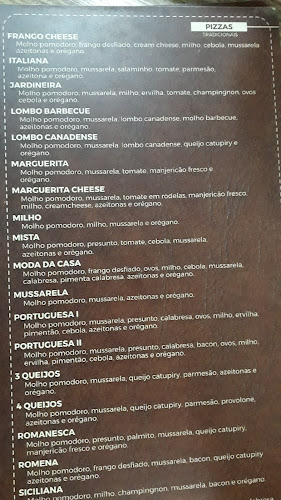 PIZZAS
TRADICIONAIS
FRANGO CHEESE
Molho pomodoro, frango desfiado, cream cheese, milho, cebola, mussarela
azeitonas e orégano.
ITALIANA
Molho pomodoro, mussarela, salaminho, tomate, parmesão,
azeitona e orégano.
JARDINEIRA
Molho pomodoro, mussarela, milho, ervilha, tomate, champingnon, ovos
cebola e orégano.
LOMBO BARBECUE
Molho pomodoro, mussarela, lombo canadense, molho barbecue,
azeitonas e orégano.
LOMBO CANADENSE
Molho pomodoro, mussarela, lombo canadense, queijo catupiry e
orégano.
MARGUERITA
Molho pomodoro, mussarela, tomate, manjericão fresco e
orégano.
MARGUERITA CHEESE
Molho pomodoro, mussarela, tomate em rodelas, manjericão fresco,
milho, creamcheese, azeitonas e orégano.
MILHO
Molho pomodoro, milho, mussarela e orégano.
MISTA
Molho pomodoro, presunto, tomate, cebola, mussarela,
azeitonas e orégano.
MODA DA CASA
Molho pomodoro, frango desfiado, ovos, milho, cebola, mussarela,
calabresa, pimenta calabresa, azeitonas e orégano.
MUSSARELA
Molho pomodoro, mussarela, azeitonas e orégano.
PORTUGUESA I
Molho pomodoro, mussarela, presunto, calabresa, ovos, milho, ervilha,
pimentão, cebola, azeitonas e orégano.
PORTUGUESA II
Molho pomodoro, mussarela, presunto, calabresa, bacon, ovos, milho,
ervilha, pimentão, cebola, azeitonas e orégano.
3 QUEIJOS
Molho pomodoro, mussarela, queijo catupiry, parmesão, azeitonas e
orégano.
4 QUEIJOS
Molho pomodoro, mussarela, queijo catupiry, parmesão, provolone,
azeitonas e orégano.
ROMANESCA
Molho pomodoro, presunto, palmito, mussarela, queijo catupiry,
manjericão fresco e orégano.
ROMENA
Molho pomodoro, frango desfiado, mussarela, bacon, queijo catupiry
azeitonas e orégano.
SICILIANA
Molho pomodoro, milho, champingnon, mussarela, bacon e orégano.